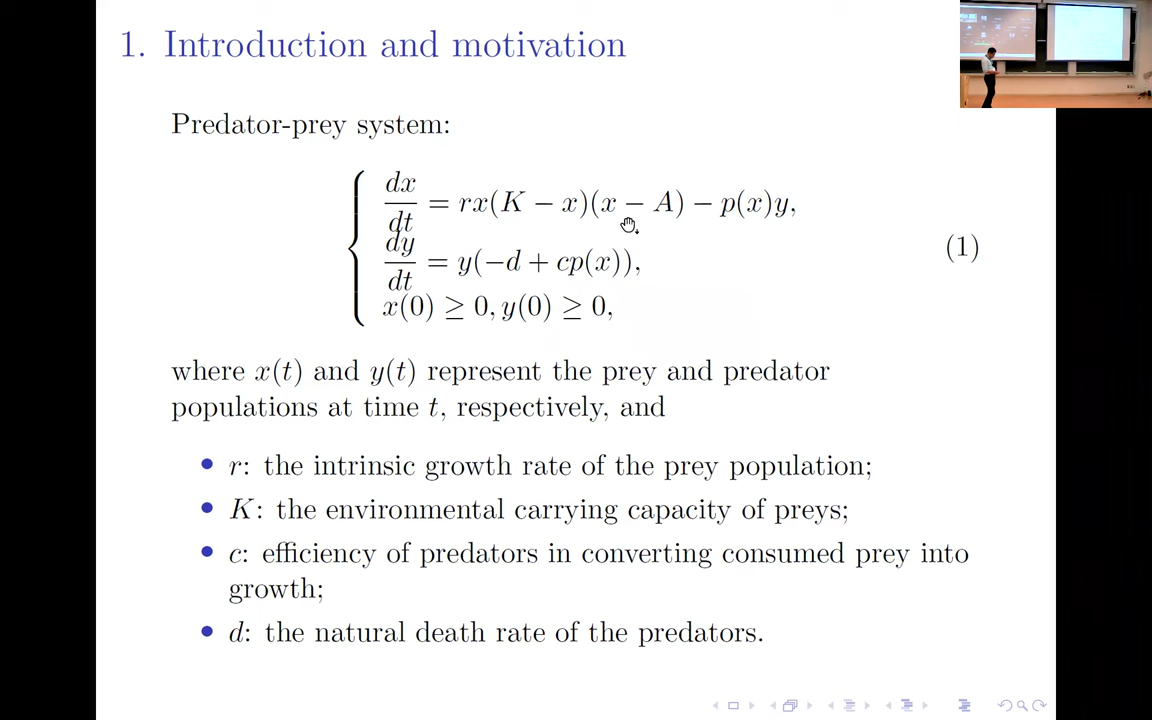 1. Introduction and motivation
Predator-prey system:
dx/dt = rx(K − x)(x − A) − p(x)y,
dy/dt = y(−d + cp(x)),
x(0) ≥ 0, y(0) ≥ 0,
(1)
where x(t) and y(t) represent the prey and predator
populations at time t, respectively, and
• r: the intrinsic growth rate of the prey population;
• K: the environmental carrying capacity of preys;
• c: efficiency of predators in converting consumed prey into
growth;
• d: the natural death rate of the predators.